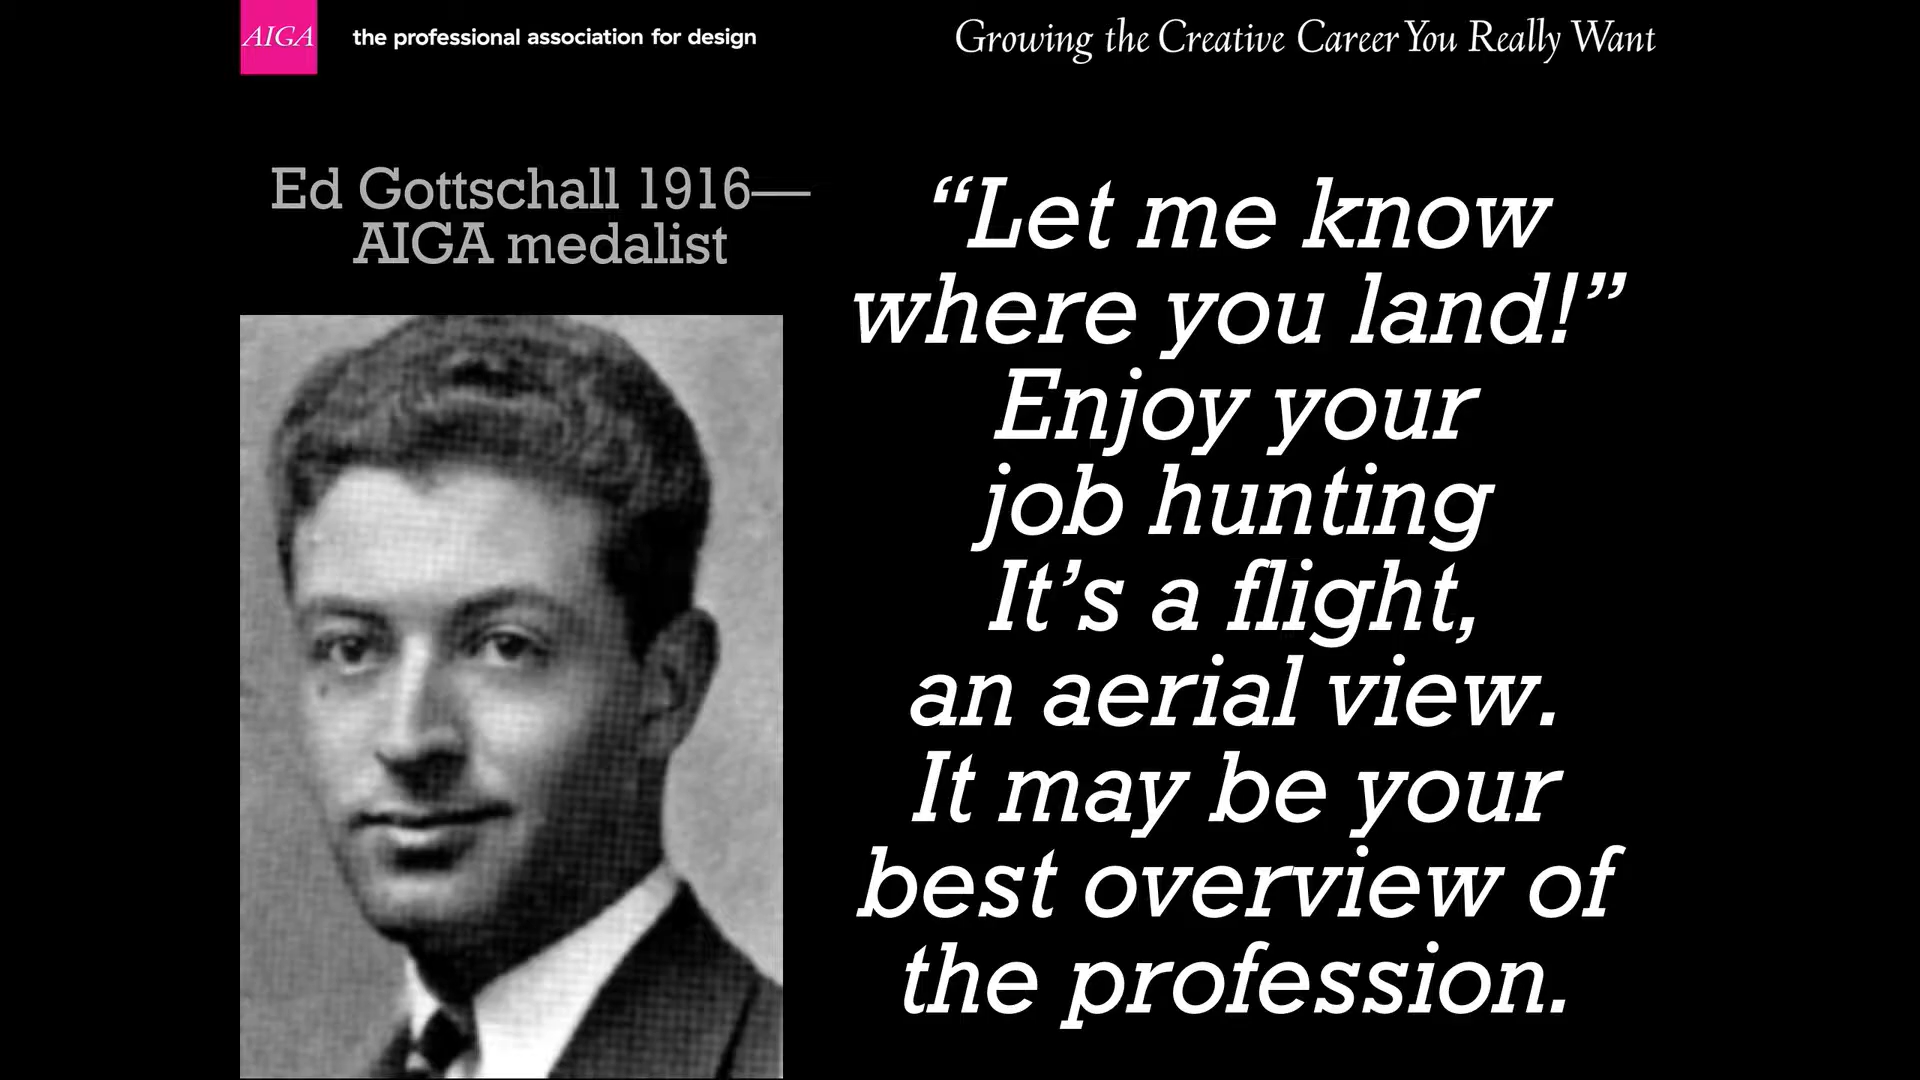 AIGA the professional association for design
Growing the Creative Career You Really Want
Ed Gottschall 1916—
AIGA medalist
“Let me know
where you land!”
Enjoy your
job hunting
It’s a flight,
an aerial view.
It may be your
best overview of
the profession.